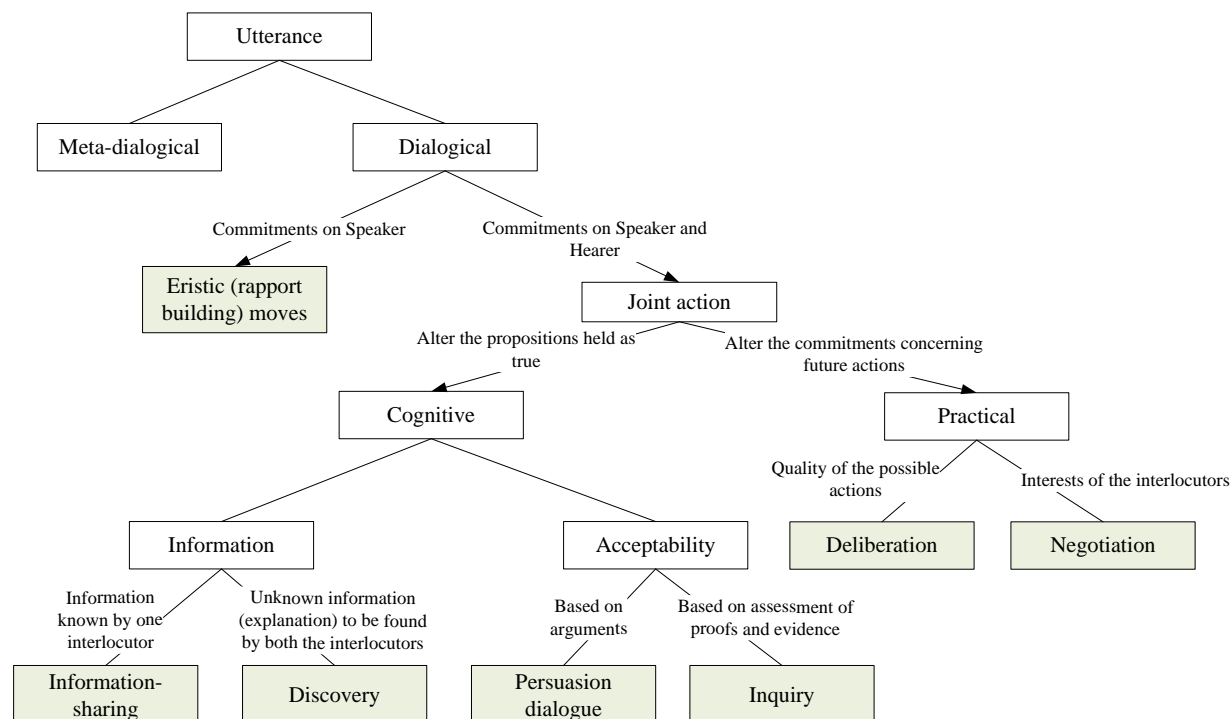 Utterance
Meta-dialogical
Dialogical
Commitments on Speaker
Commitments on Speaker and
Hearer
Eristic (rapport
building) moves
Joint action
Alter the propositions held as
true
Alter the commitments concerning
future actions
Cognitive
Practical
Quality of the possible
actions
Interests of the interlocutors
Information
Acceptability
Deliberation
Negotiation
Information
known by one
interlocutor
Unknown information
(explanation) to be found
by both the interlocutors
Based on
arguments
Based on assessment of
proofs and evidence
Information-
sharing
Discovery
Persuasion
dialogue
Inquiry